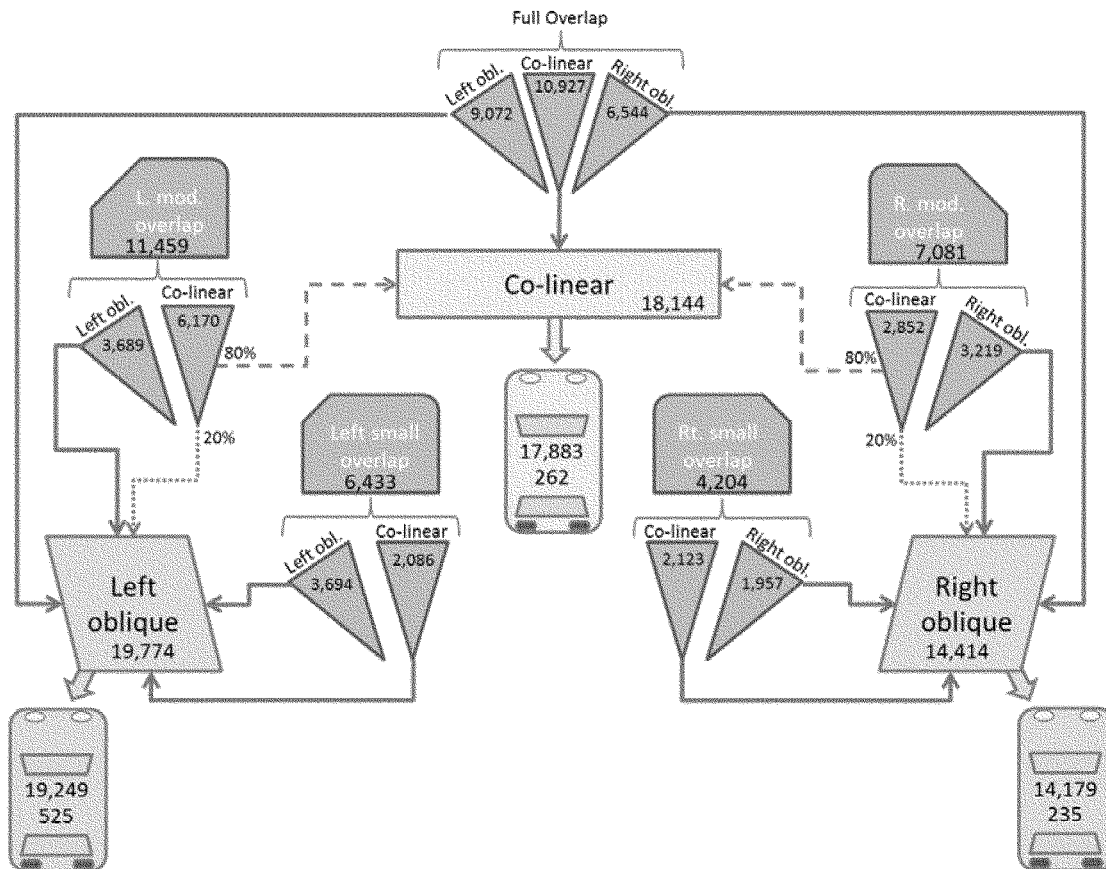 Full Overlap
Left obl.
Co-linear
Right obl.
9,072
10,927
6,544
L. mod.
overlap
11,459
R. mod.
overlap
7,081
Left obl.
Co-linear
3,689
6,170
80%
20%
Co-linear
18,144
Co-linear
Right obl.
2,852
3,219
80%
20%
Left small
overlap
6,433
17,883
262
Rt. small
overlap
4,204
Left obl.
Co-linear
3,694
2,086
Co-linear
Right obl.
2,123
1,957
Left
oblique
19,774
Right
oblique
14,414
19,249
525
14,179
235